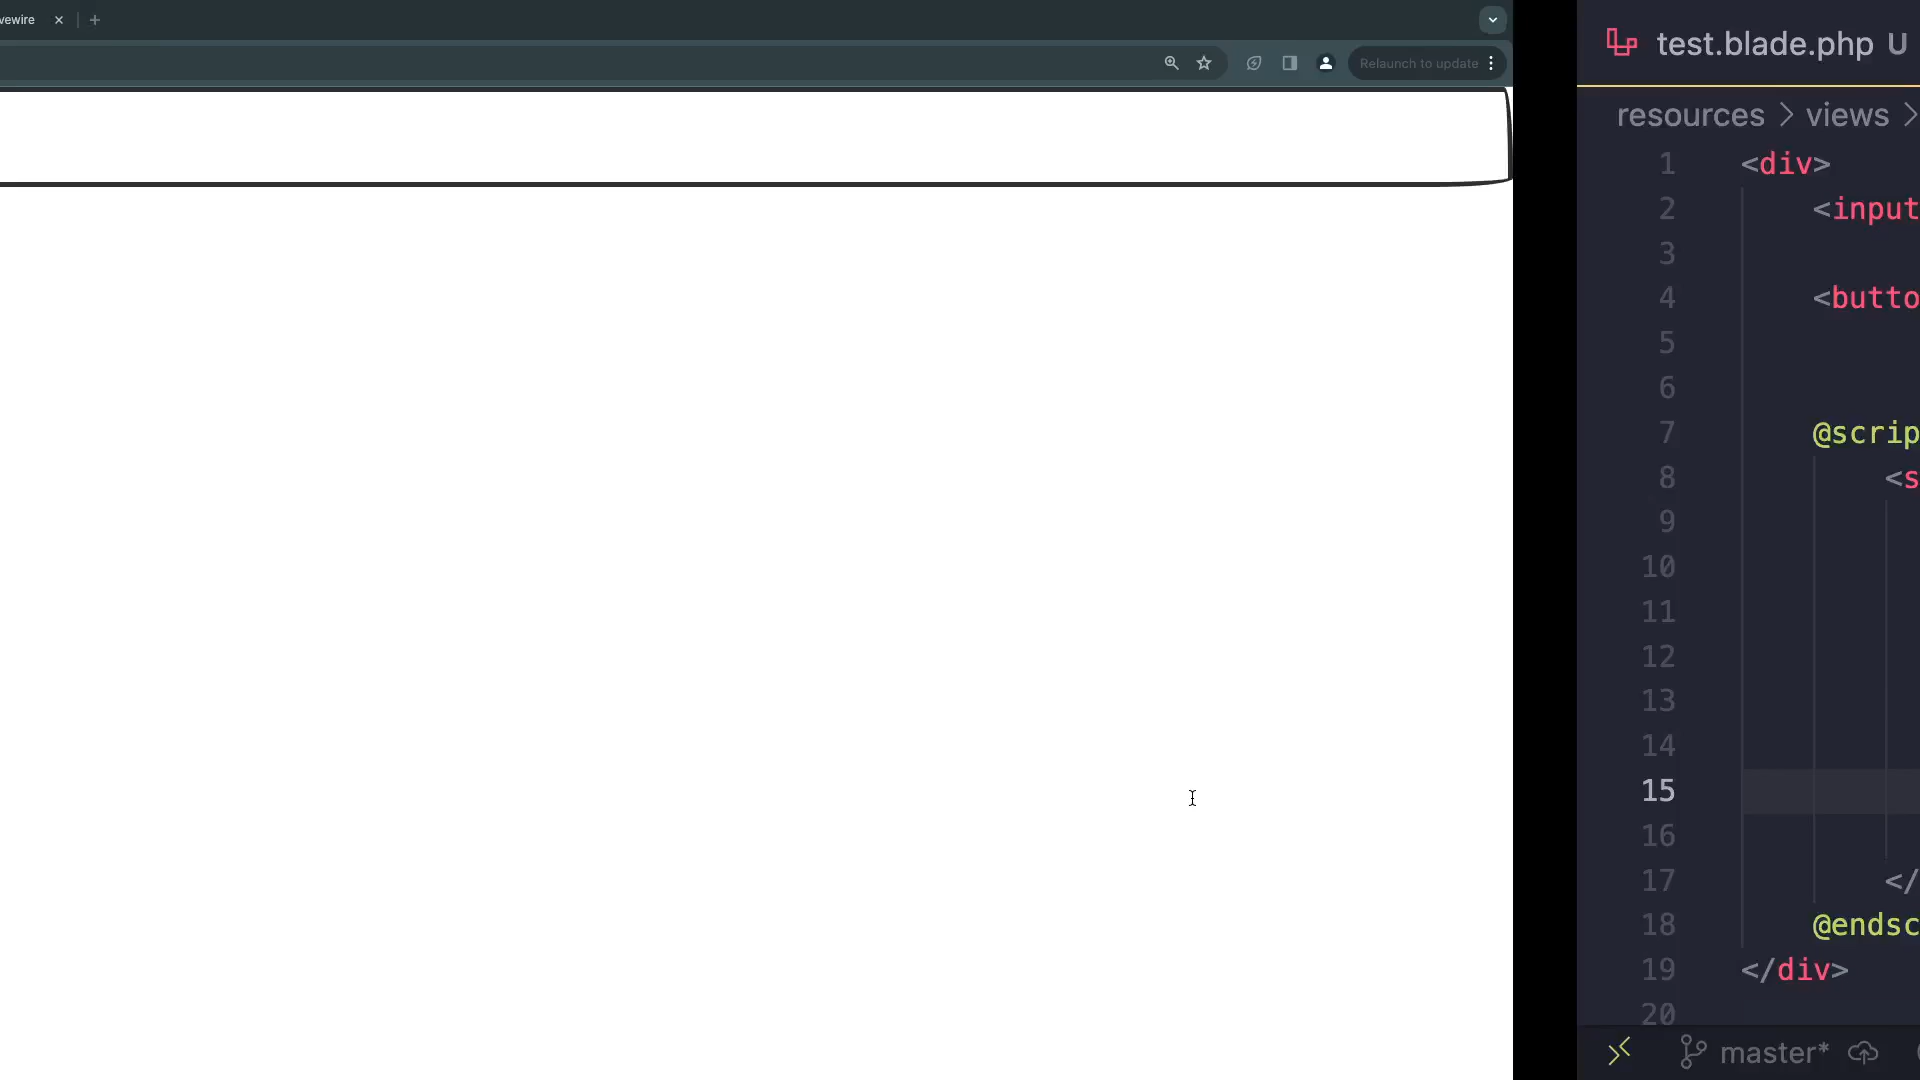 vewire
Relaunch to update
test.blade.php U
resources > views >
1 <div>
2 <input
3
4 <butto
5
6
7 @scrip
8 <s
9
10
11
12
13
14
15
16
17 </
18 @endsc
19 </div>
20
master*